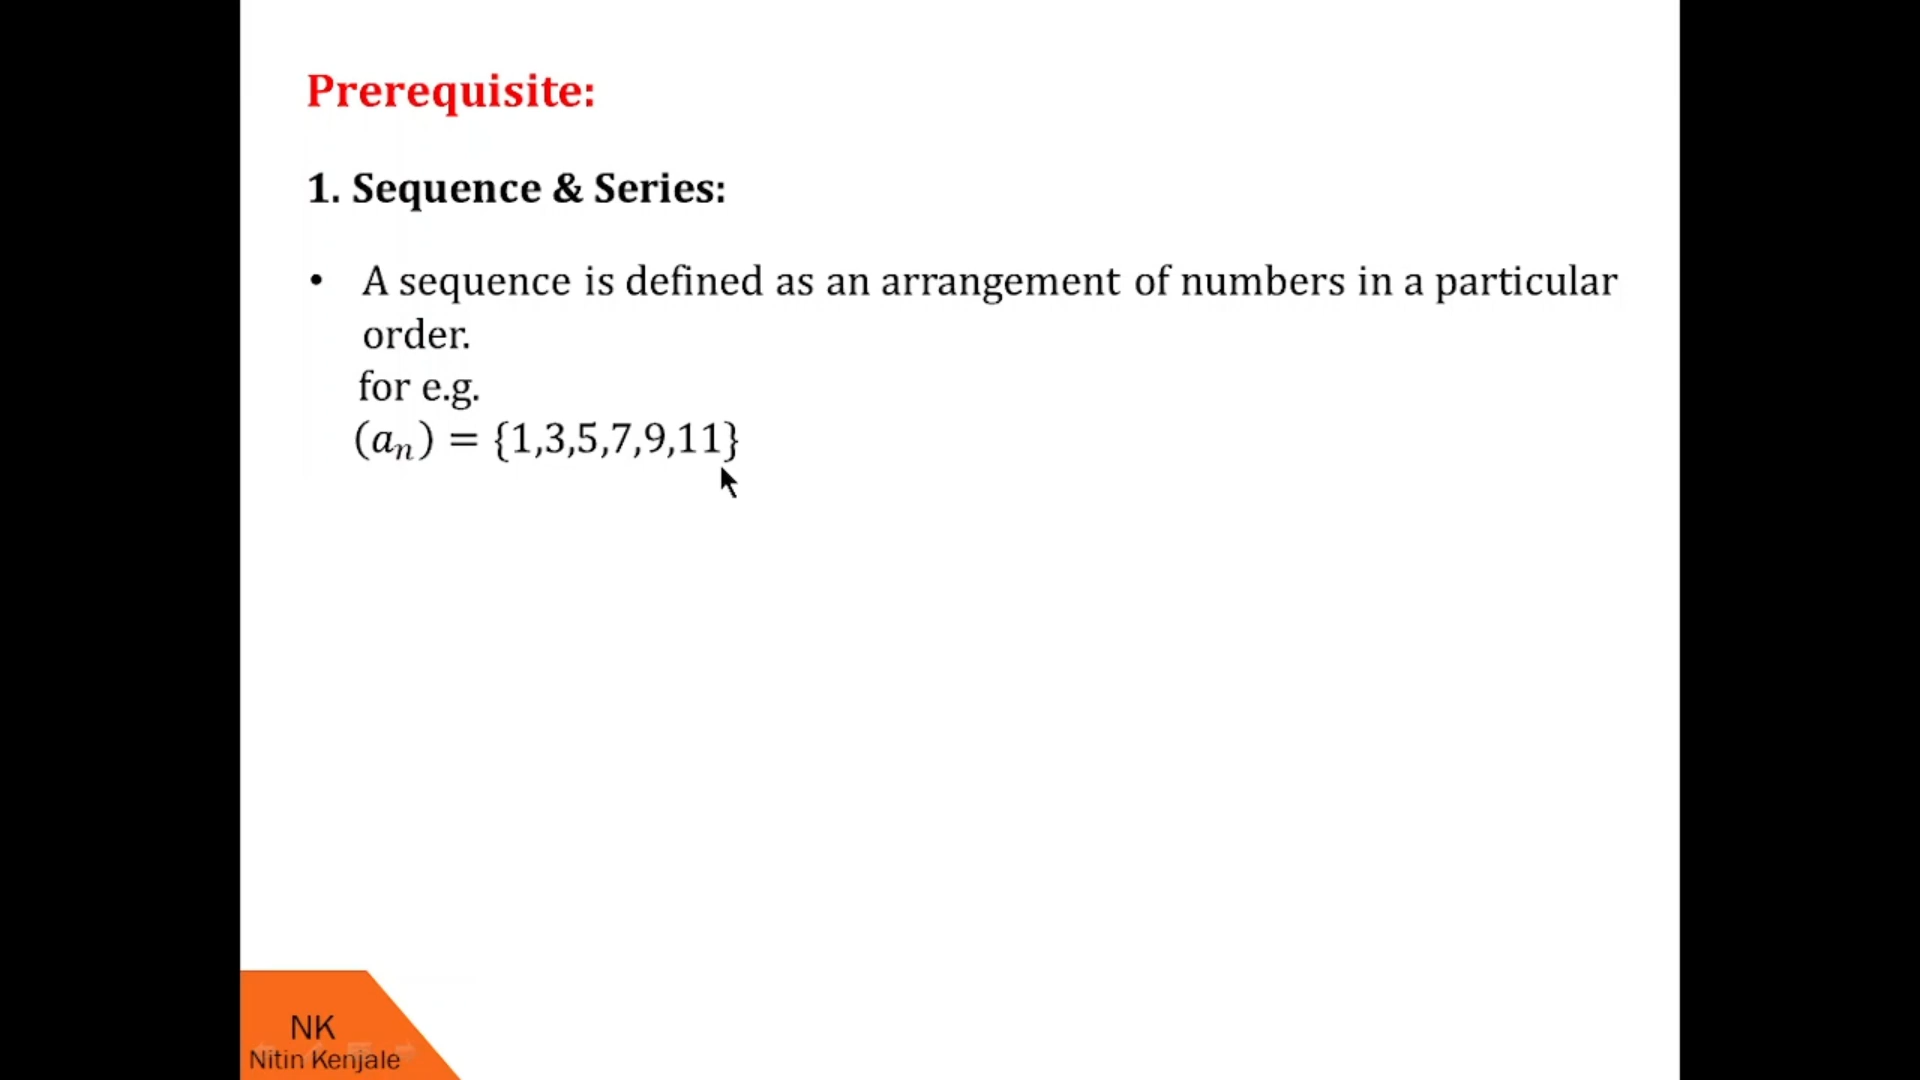 Prerequisite:
1. Sequence & Series:
• A sequence is defined as an arrangement of numbers in a particular
order.
for e.g.
(aₙ) = {1,3,5,7,9,11}
NK
Nitin Kenjale